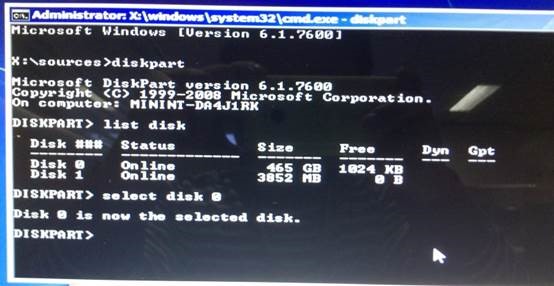 Administrator: X:\windows\system32\cmd.exe - diskpart
Microsoft Windows [Version 6.1.7600]
X:\sources>diskpart
Microsoft DiskPart version 6.1.7600
Copyright (C) 1999-2008 Microsoft Corporation.
On computer: MININT-DA4J1RK
DISKPART> list disk
Disk ### Status Size Free Dyn Gpt
-------- ------------- ------- ------- --- ---
Disk 0 Online 465 GB 1024 KB
Disk 1 Online 3852 MB 0 B
DISKPART> select disk 0
Disk 0 is now the selected disk.
DISKPART>